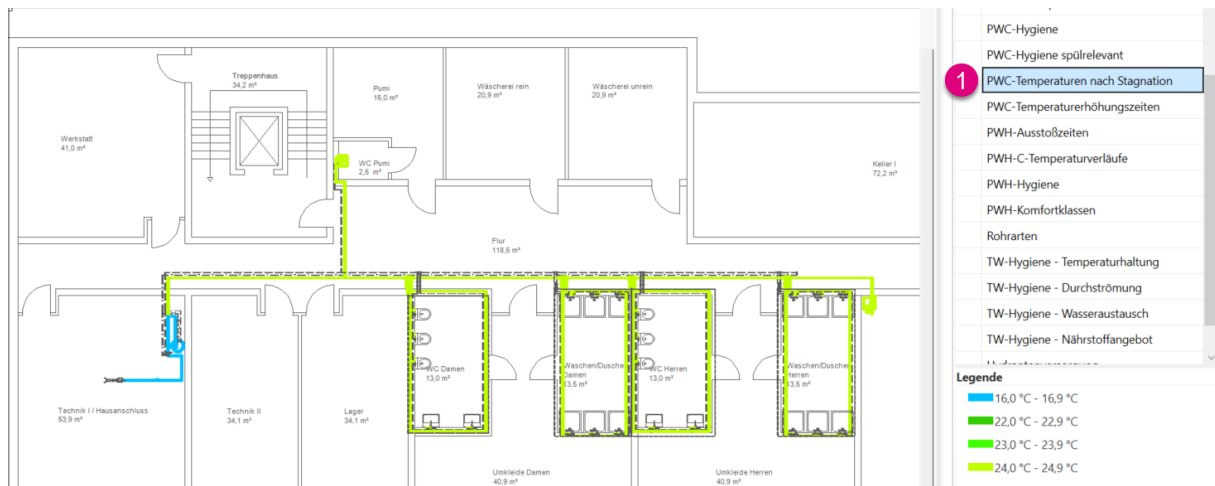 Treppenhaus
34,2 m²
Pumi
16,0 m²
Wäscherei rein
20,9 m²
Wäscherei unrein
20,9 m²
Werkstatt
41,0 m²
WC Pumi
2,5 m²
Keller I
72,2 m²
Flur
118,5 m²
WC Damen
13,0 m²
Waschen/Dusche
Damen
13,5 m²
WC Herren
13,0 m²
Waschen/Dusche
Herren
13,5 m²
Technik I / Hausanschluss
53,9 m²
Technik II
34,1 m²
Lager
34,1 m²
Umkleide Damen
40,9 m²
Umkleide Herren
40,9 m²
PWC-Hygiene
PWC-Hygiene spülrelevant
1
PWC-Temperaturen nach Stagnation
PWC-Temperaturerhöhungszeiten
PWH-Ausstoßzeiten
PWH-C-Temperaturverläufe
PWH-Hygiene
PWH-Komfortklassen
Rohrarten
TW-Hygiene - Temperaturhaltung
TW-Hygiene - Durchströmung
TW-Hygiene - Wasseraustausch
TW-Hygiene - Nährstoffangebot
Legende
16,0 °C - 16,9 °C
22,0 °C - 22,9 °C
23,0 °C - 23,9 °C
24,0 °C - 24,9 °C